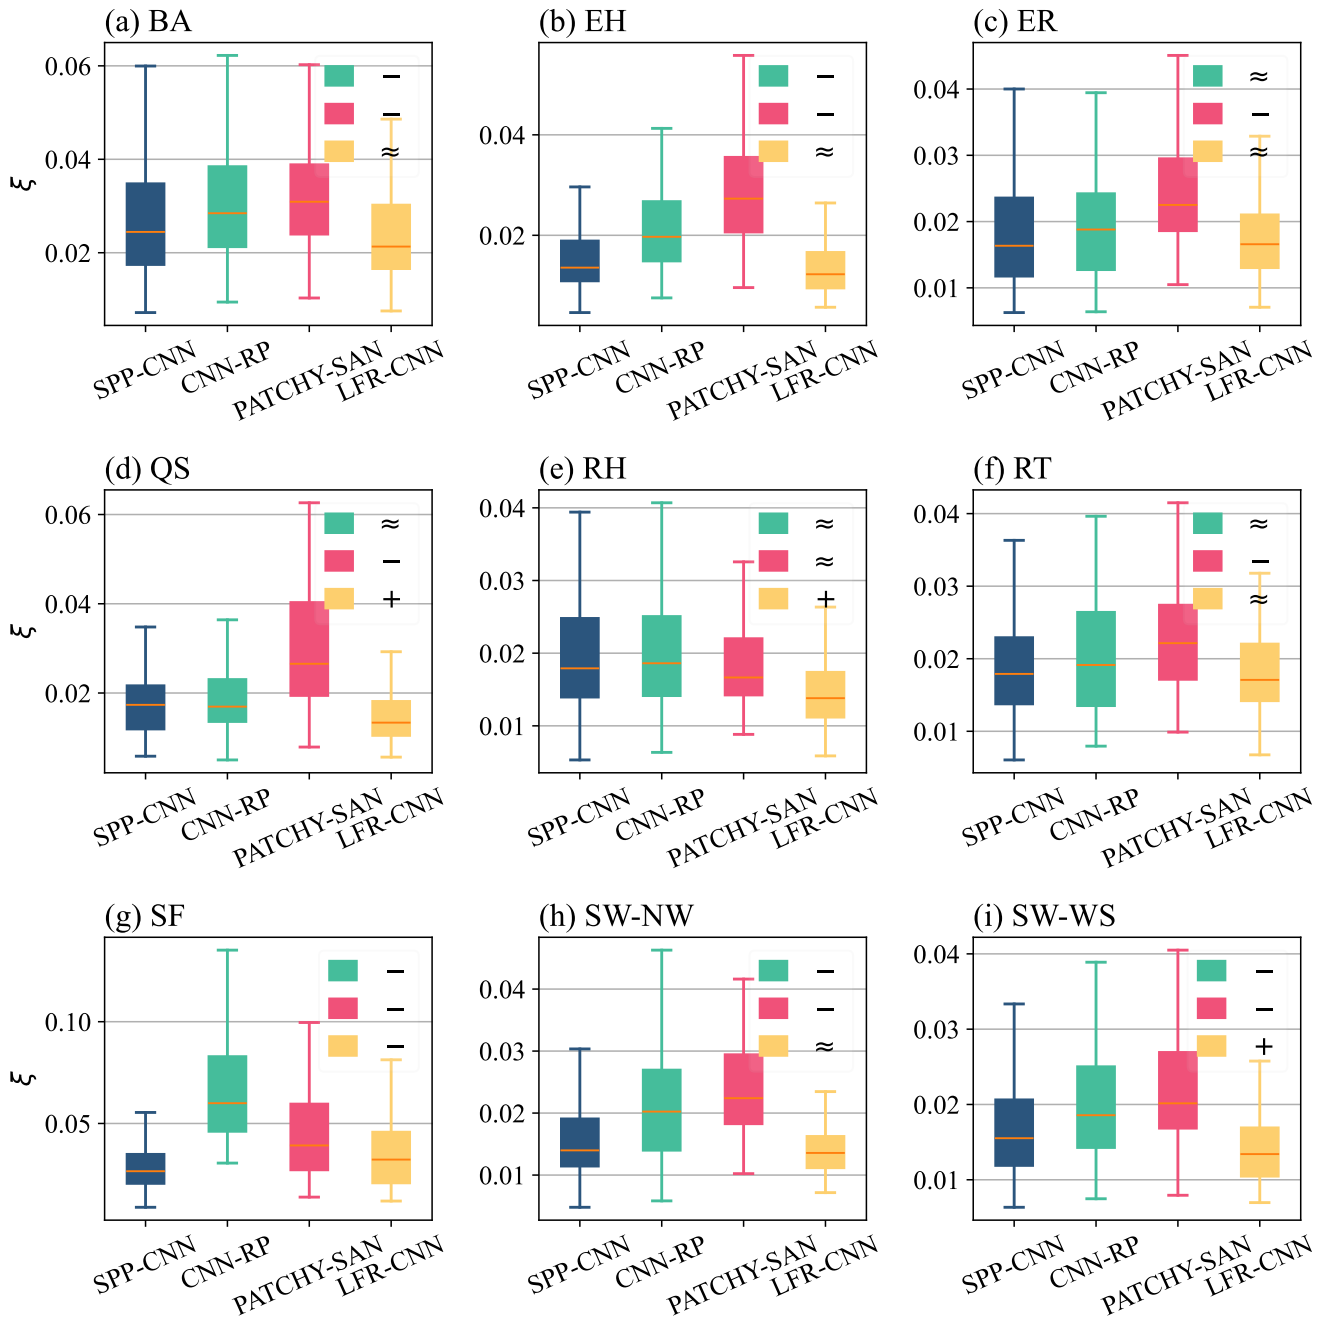 (a) BA
(b) EH
(c) ER
0.06
0.04
0.02
ξ
−
−
≈
SPP-CNN
CNN-RP
PATCHY-SAN
LFR-CNN
0.04
0.02
−
−
≈
SPP-CNN
CNN-RP
PATCHY-SAN
LFR-CNN
0.04
0.03
0.02
0.01
≈
−
≈
SPP-CNN
CNN-RP
PATCHY-SAN
LFR-CNN
(d) QS
(e) RH
(f) RT
0.06
0.04
0.02
ξ
≈
−
+
SPP-CNN
CNN-RP
PATCHY-SAN
LFR-CNN
0.04
0.03
0.02
0.01
≈
≈
+
SPP-CNN
CNN-RP
PATCHY-SAN
LFR-CNN
0.04
0.03
0.02
0.01
≈
−
≈
SPP-CNN
CNN-RP
PATCHY-SAN
LFR-CNN
(g) SF
(h) SW-NW
(i) SW-WS
0.10
0.05
ξ
−
−
−
SPP-CNN
CNN-RP
PATCHY-SAN
LFR-CNN
0.04
0.03
0.02
0.01
−
−
≈
SPP-CNN
CNN-RP
PATCHY-SAN
LFR-CNN
0.04
0.03
0.02
0.01
−
−
+
SPP-CNN
CNN-RP
PATCHY-SAN
LFR-CNN